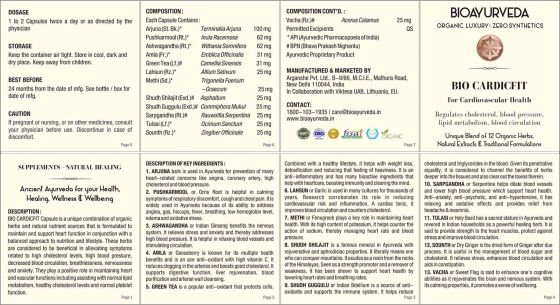 DOSAGE
1 to 2 Capsules twice a day or as directed by the
physician
STORAGE
Keep the container air tight. Store in cool, dark and
dry place. Keep away from children.
BEST BEFORE
24 months from the date of mfg. See bottle / box for
date of mfg.
CAUTION
If pregnant or nursing, or on other medicines, consult
your physician before use. Discontinue in case of
discomfort.
Page 5
COMPOSITION :
Each Capsule Contains :
Arjuna (St. Bk.)* Terminalia Arjuna 100 mg
Pushkarmool (Rt.)* Inula Racemosa 62 mg
Ashwagandha (Rt.)* Withania Somnifera 62 mg
Amla (Fr.)* Emblica Officinalis 31 mg
Green Tea (Lf)# Camellia Sinensis 31 mg
Lahsun (Rz.)* Allium Sativum 25 mg
Methi (Sd.)* Trigonella Foenum
-Graecum 25 mg
Shudh Shilajit (Exd.)# Asphaltum 25 mg
Shudh Guggulu (Exd.)# Commiphora Mukul 25 mg
Sarpgandha (Rt.)# Rauwolfia Serpentina 25 mg
Tulasi (Lf.)* Ocimum Sanctum 25 mg
Sounth (Rz.)* Zingiber Officinalis 25 mg
Page 6
COMPOSITION CONT'D. :
Vacha (Rz.)# Acorus Calamus 25 mg
Permitted Excipients QS
* API (Ayurvedic Pharmacopoeia of India)
# BPN (Bhava Prakash Nighantu)
Ayurvedic Proprietary Product
MANUFACTURED & MARKETED BY
Arganshe Pvt. Ltd., B–II/66, M.C.I.E., Mathura Road,
New Delhi 110044, India
In Collaboration with Videsa UAB, Lithuania, EU.
CONTACT:
1800–103–1935 | care@bioayurveda.in
www.bioayurveda.in
fssai
ORGANIC
Page 7
BIOAYURVEDA
ORGANIC LUXURY | ZERO SYNTHETICS
BIO CARDICFIT
For Cardiovascular Health
Regulates cholesterol, blood pressure,
lipid metabolism, blood circulation
Unique Blend of 12 Organic Herbs,
Natural Extracts & Traditional Formulations
SUPPLEMENTS - NATURAL HEALING
Ancient Ayurveda for your Health,
Healing, Wellness & Wellbeing
DESCRIPTION:
BIO CARDICFIT Capsule is a unique combination of organic
herbs and natural nutrient sources that is formulated to
maintain and support heart function in conjunction with a
balanced approach to nutrition and lifestyle. These herbs
are considered to be beneficial in alleviating symptoms
related to high cholesterol levels, high blood pressure,
decreased blood circulation, breathlessness, nervousness
and anxiety. They play a positive role in maintaining heart
and vascular functions including assisting with normal lipid
metabolism, healthy cholesterol levels and normal platelet
function.
Page 1
DESCRIPTION OF KEY INGREDIENTS :
1. ARJUNA bark is used in Ayurveda for prevention of many
heart-related concerns like angina, coronary artery, high
cholesterol and blood pressure.
2. PUSHKARMOOL or Orris Root is helpful in calming
symptoms of respiratory discomfort, cough and chest pain. It is
widely used in Ayurveda because of its ability to address
angina, gas, hiccups, fever, breathing, low hemoglobin level,
edema and oxidative stress.
3. ASHWAGANDHA or Indian Ginseng benefits the nervous
system. It relieves stress and anxiety and thereby addresses
high blood pressure. It is helpful in relaxing blood vessels and
stimulating circulation.
4. AMLA or Gooseberry is known for its multiple health
benefits and is an anti-oxidant with high vitamin C. It
reduces clogging in the arteries and boosts good cholesterol. It
supports digestive function, liver rejuvenation, blood
purification and arterial-wall cleansing.
5. GREEN TEA is a popular anti-oxidant that protects cells.
Page 2
Combined with a healthy lifestyle, it helps with weight loss,
detoxification and reducing that feeling of heaviness. It is an
anti-inflammatory and has many bioactive ingredients that
help with heartburn, boosting immunity and clearing the mind.
6. LAHSUN or Garlic is used in many cultures for thousands of
years. Research corroborates its role in reducing
cardiovascular risk and inflammation. A cardiac tonic, it
improves blood circulation and counters cholesterol.
7. METHI or Fenugreek plays a key role in maintaining heart
health with its high content of potassium. It helps counter the
action of sodium, thereby managing heart rate and blood
pressure.
8. SHUDH SHILAJIT is a famous mineral in Ayurveda with
rejuvenative and aphrodisiac properties. It literally means one
who can conquer mountains. It exudes as a resin from the rocks
of the Himalayas. Seen as a strength promoter and a remover of
weakness, it has been shown to support heart health by
lowering heart rates and breathing rates.
9. SHUDH GUGGULU or Indian Bdellium is a source of anti-
oxidants and supports the immune system. It helps reduce
Page 3
cholesterol and triglycerides in the blood. Given its penetrative
quality, it is considered to channel the benefits of herbs
deeper into the tissues and also clean out the toxins therein.
10. SARPGANDHA or Serpentina helps dilate blood vessels
and lower high blood pressure which support heart health.
Anti-anxiety, anti-psychotic, and anti-hypertensive, it has
relaxing and sedative effects and provides relief from
headache & insomnia.
11. TULASI or Holy Basil has a sacred stature in Ayurveda and
revered in Indian households as a powerful healing herb. It is
said to promote strength to the heart muscles, protect against
stress and improve blood circulation.
12. SOUNTH or Dry Ginger is the dried form of Ginger after due
process. It is useful in the management of blood sugar and
cholesterol. It relieves stress, enhances blood circulation and
aids in intoxication.
13. VACHA or Sweet Flag is said to enhance one's cognitive
abilities as it rejuvenates the brain and nervous system. With
its calming properties, it promotes a sense of wellbeing.
Page 4